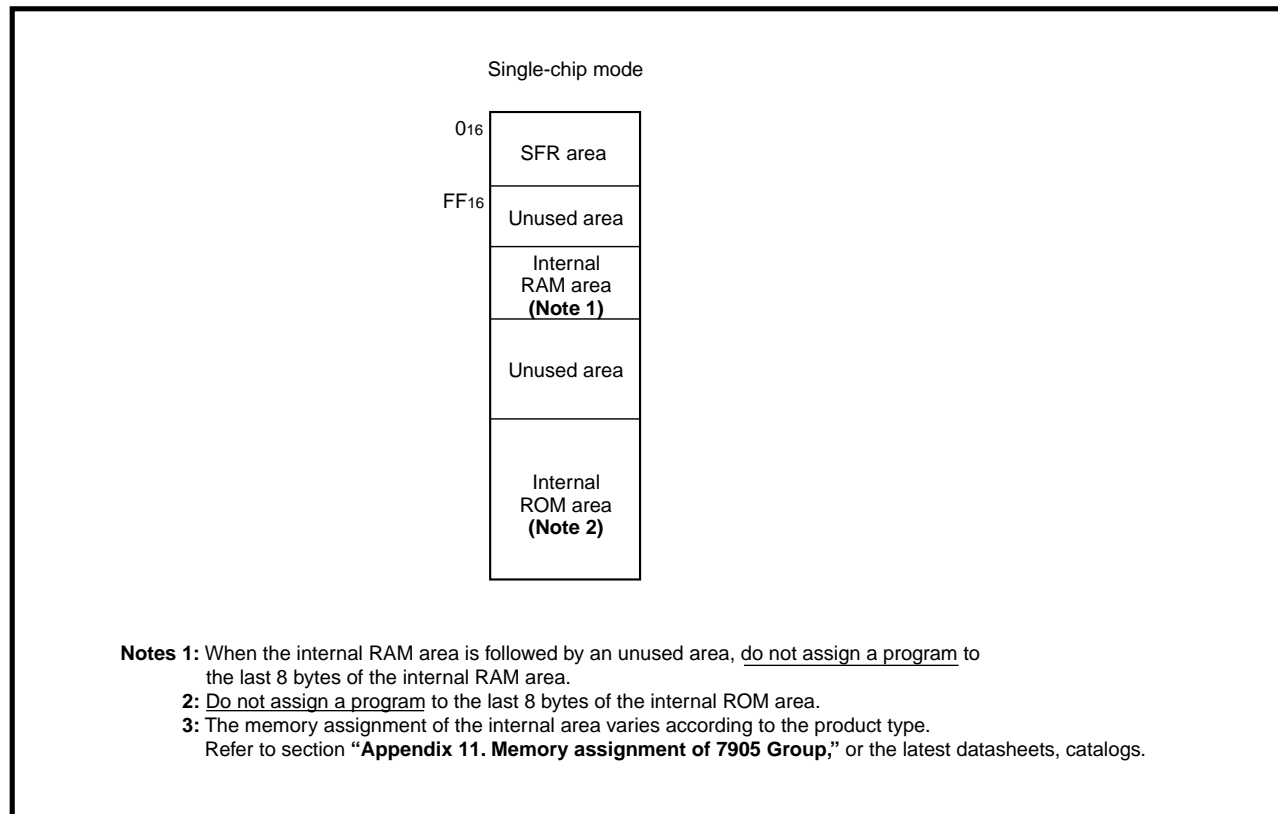 Single-chip mode
0₁₆
SFR area
FF₁₆
Unused area
Internal
RAM area
(Note 1)
Unused area
Internal
ROM area
(Note 2)
Notes 1: When the internal RAM area is followed by an unused area, do not assign a program to
the last 8 bytes of the internal RAM area.
2: Do not assign a program to the last 8 bytes of the internal ROM area.
3: The memory assignment of the internal area varies according to the product type.
Refer to section “Appendix 11. Memory assignment of 7905 Group,” or the latest datasheets, catalogs.